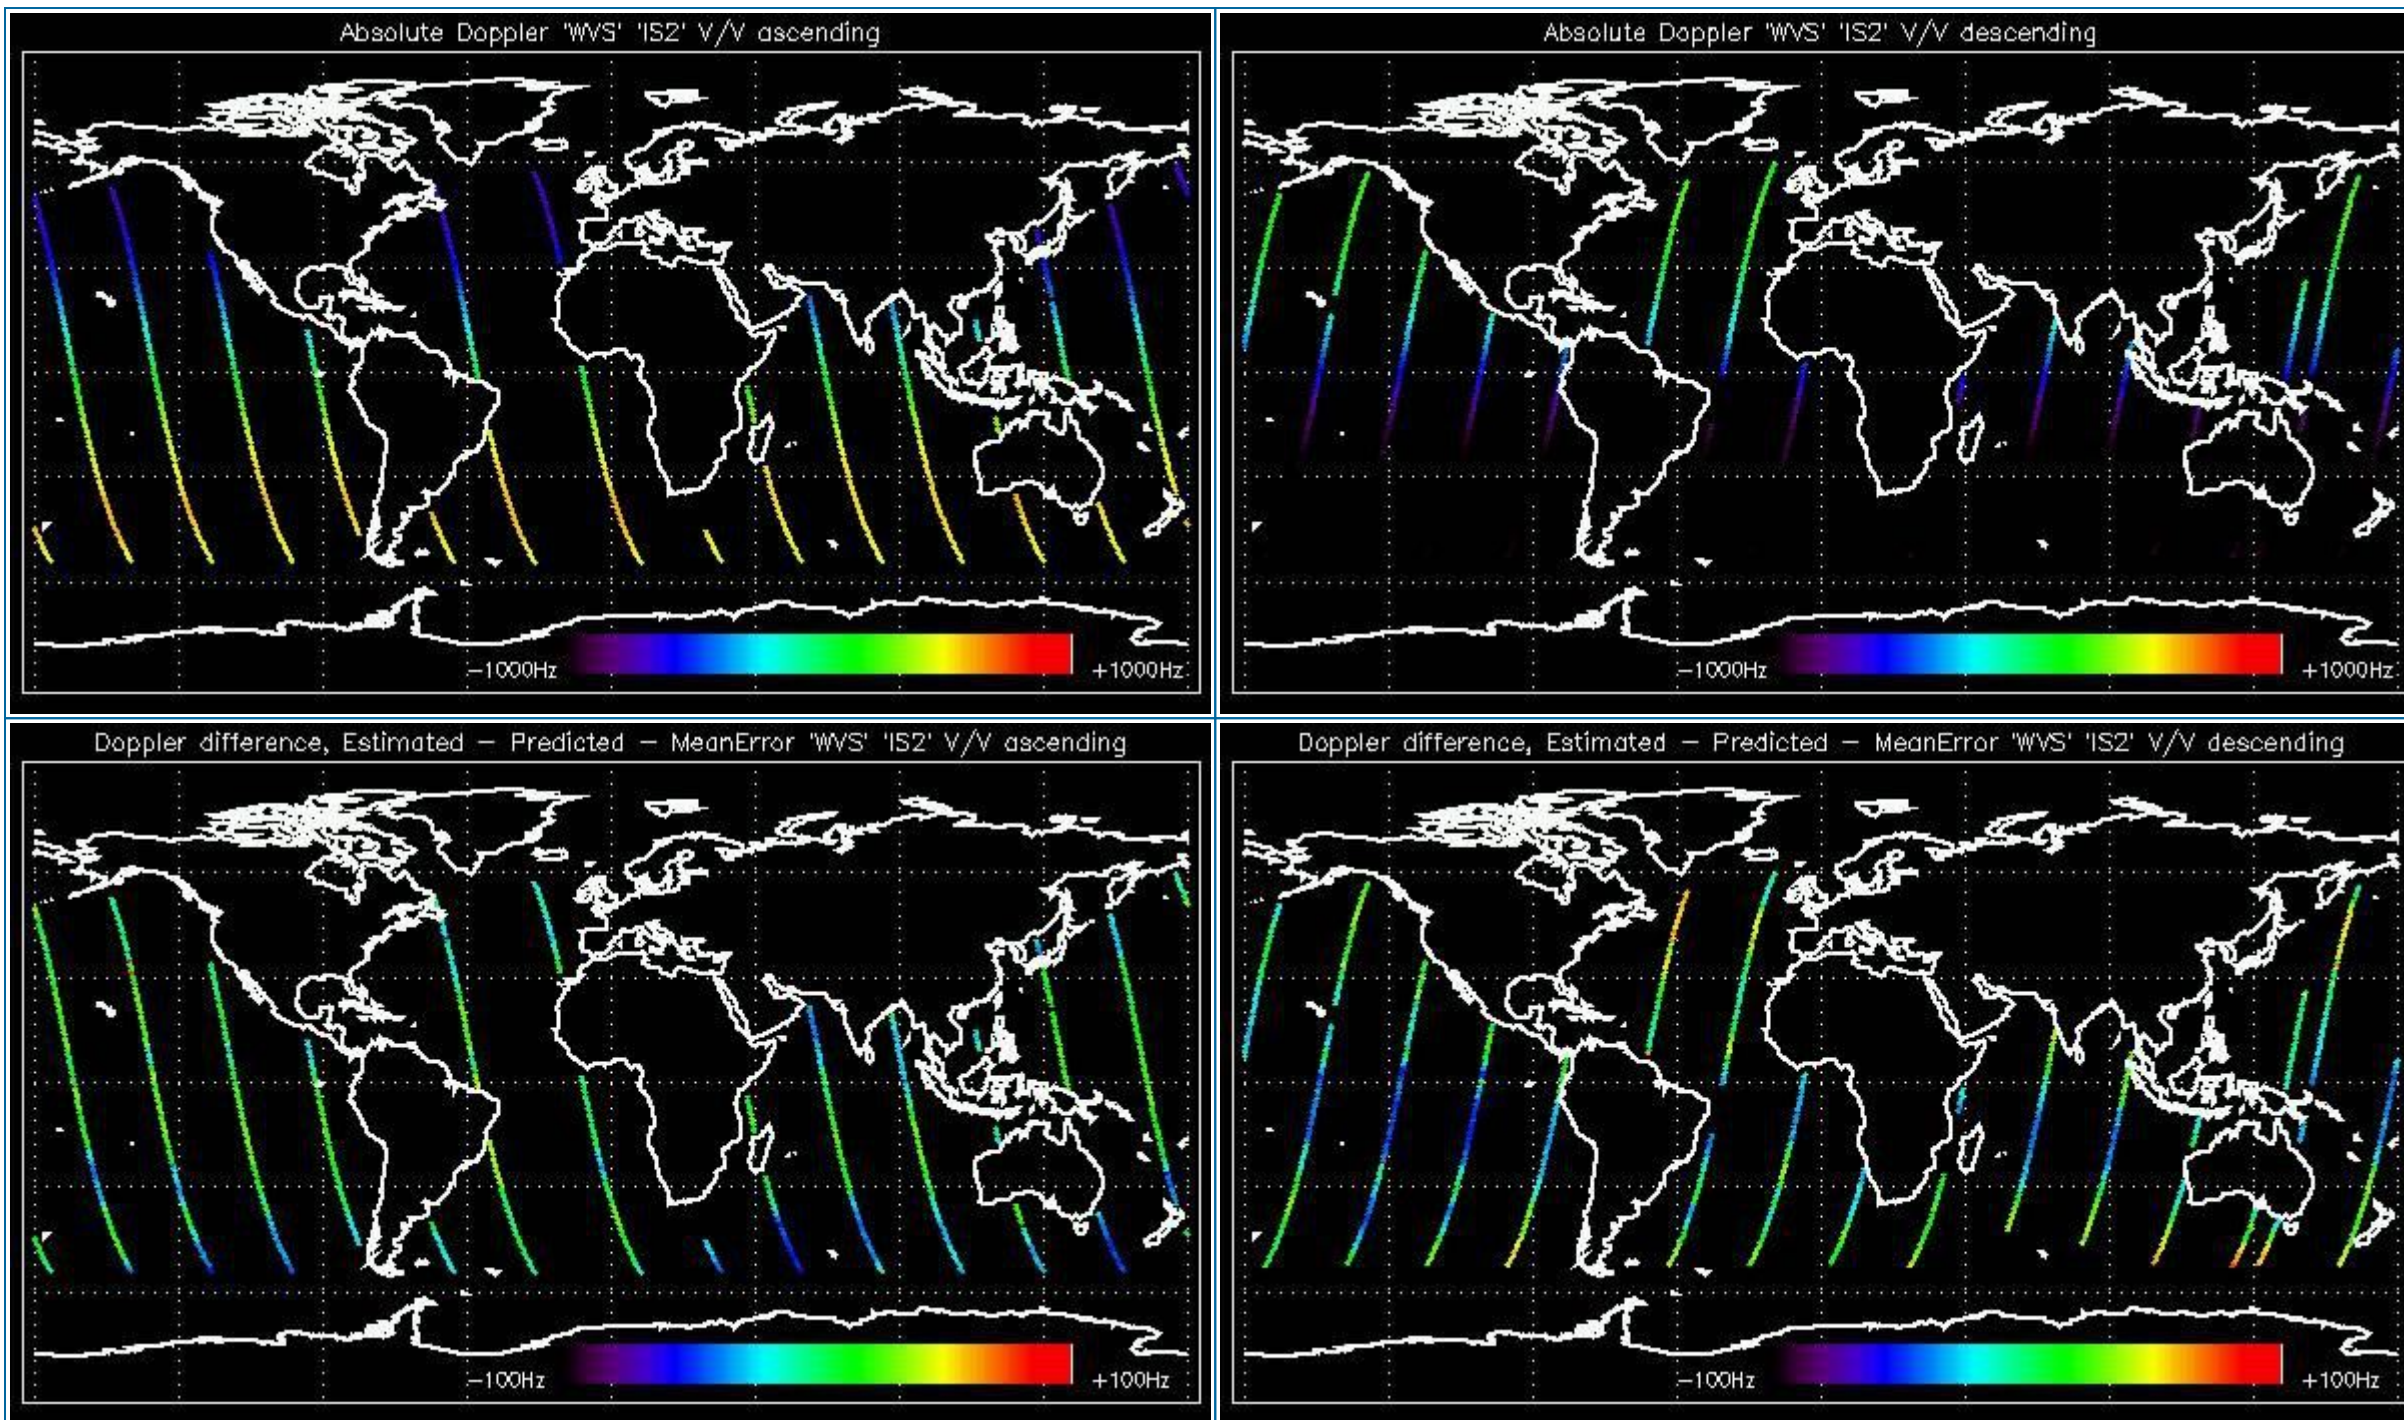 Absolute Doppler 'WVS' 'IS2' V/V ascending
-1000Hz +1000Hz
Absolute Doppler 'WVS' 'IS2' V/V descending
-1000Hz +1000Hz
Doppler difference, Estimated - Predicted - MeanError 'WVS' 'IS2' V/V ascending
-100Hz +100Hz
Doppler difference, Estimated - Predicted - MeanError 'WVS' 'IS2' V/V descending
-100Hz +100Hz